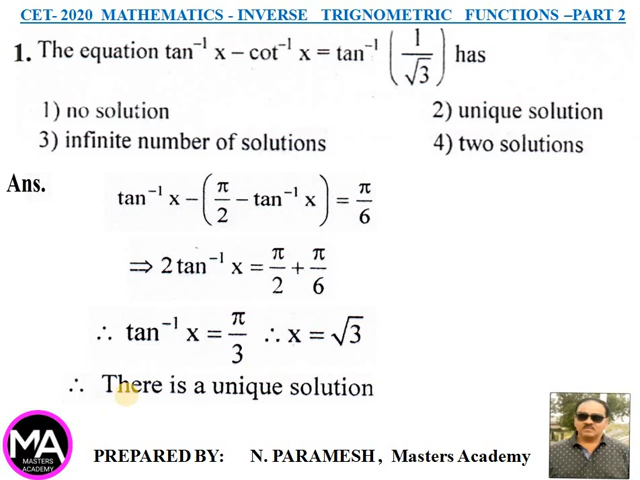 CET- 2020 MATHEMATICS - INVERSE TRIGNOMETRIC FUNCTIONS –PART 2
1. The equation tan⁻¹ x – cot⁻¹ x = tan⁻¹ (1/√3) has
1) no solution 2) unique solution
3) infinite number of solutions 4) two solutions
Ans. tan⁻¹ x – (π/2 – tan⁻¹ x) = π/6
⇒ 2 tan⁻¹ x = π/2 + π/6
∴ tan⁻¹ x = π/3 ∴ x = √3
∴ There is a unique solution
MA
MASTERS
ACADEMY
PREPARED BY: N. PARAMESH , Masters Academy